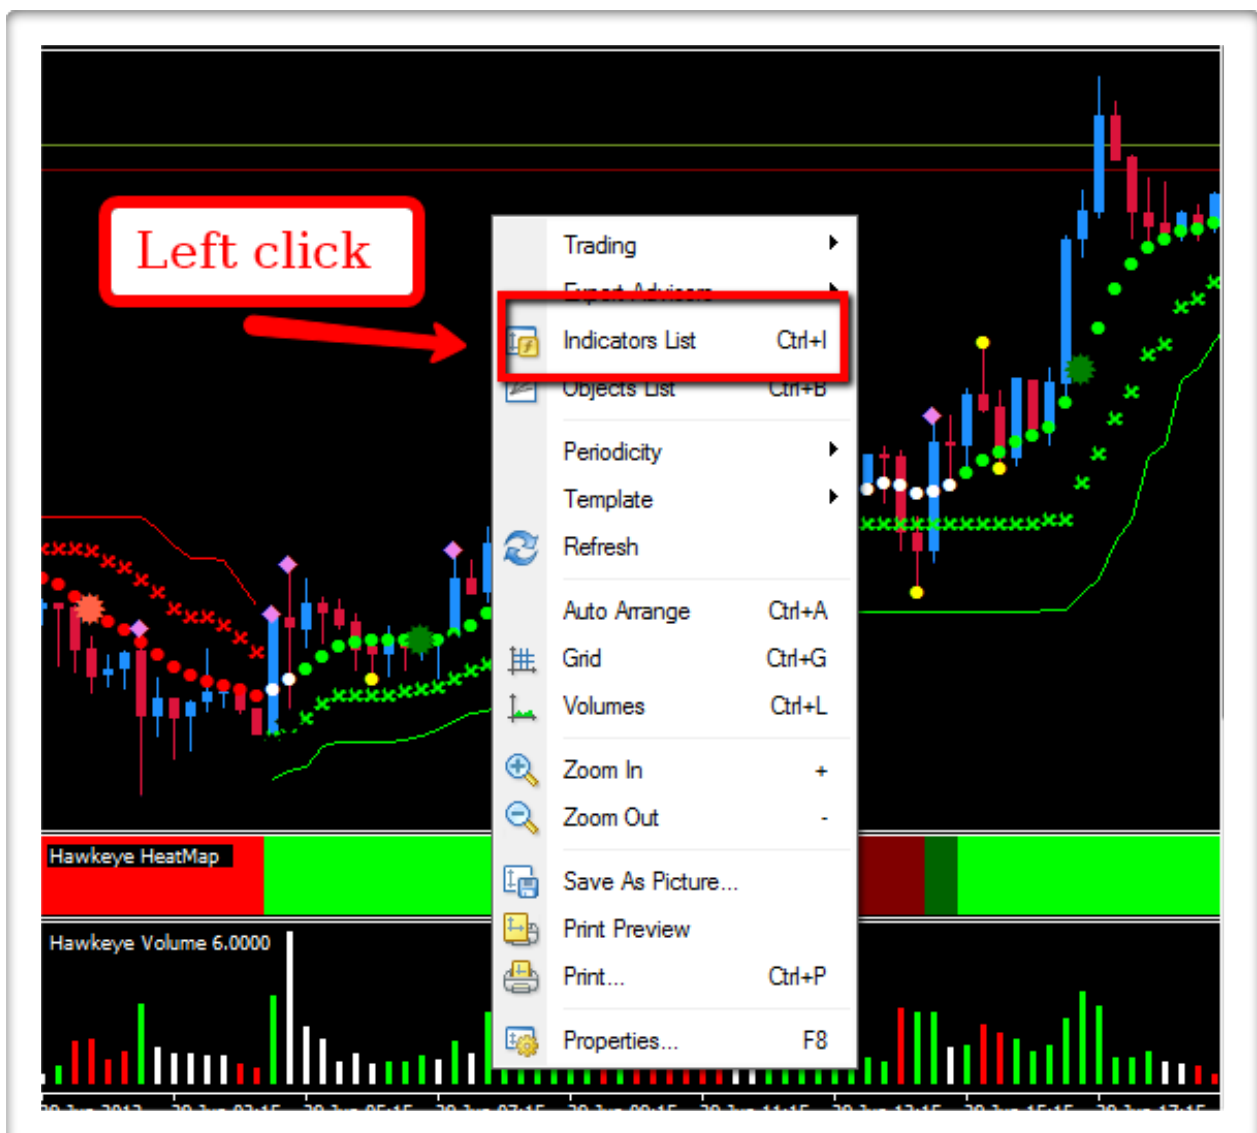 Left click
Trading
Expert Advisors
Indicators List Ctrl+I
Objects List Ctrl+B
Periodicity
Template
Refresh
Auto Arrange Ctrl+A
Grid Ctrl+G
Volumes Ctrl+L
Zoom In +
Zoom Out -
Save As Picture...
Print Preview
Print... Ctrl+P
Properties... F8
Hawkeye HeatMap
Hawkeye Volume 6.0000